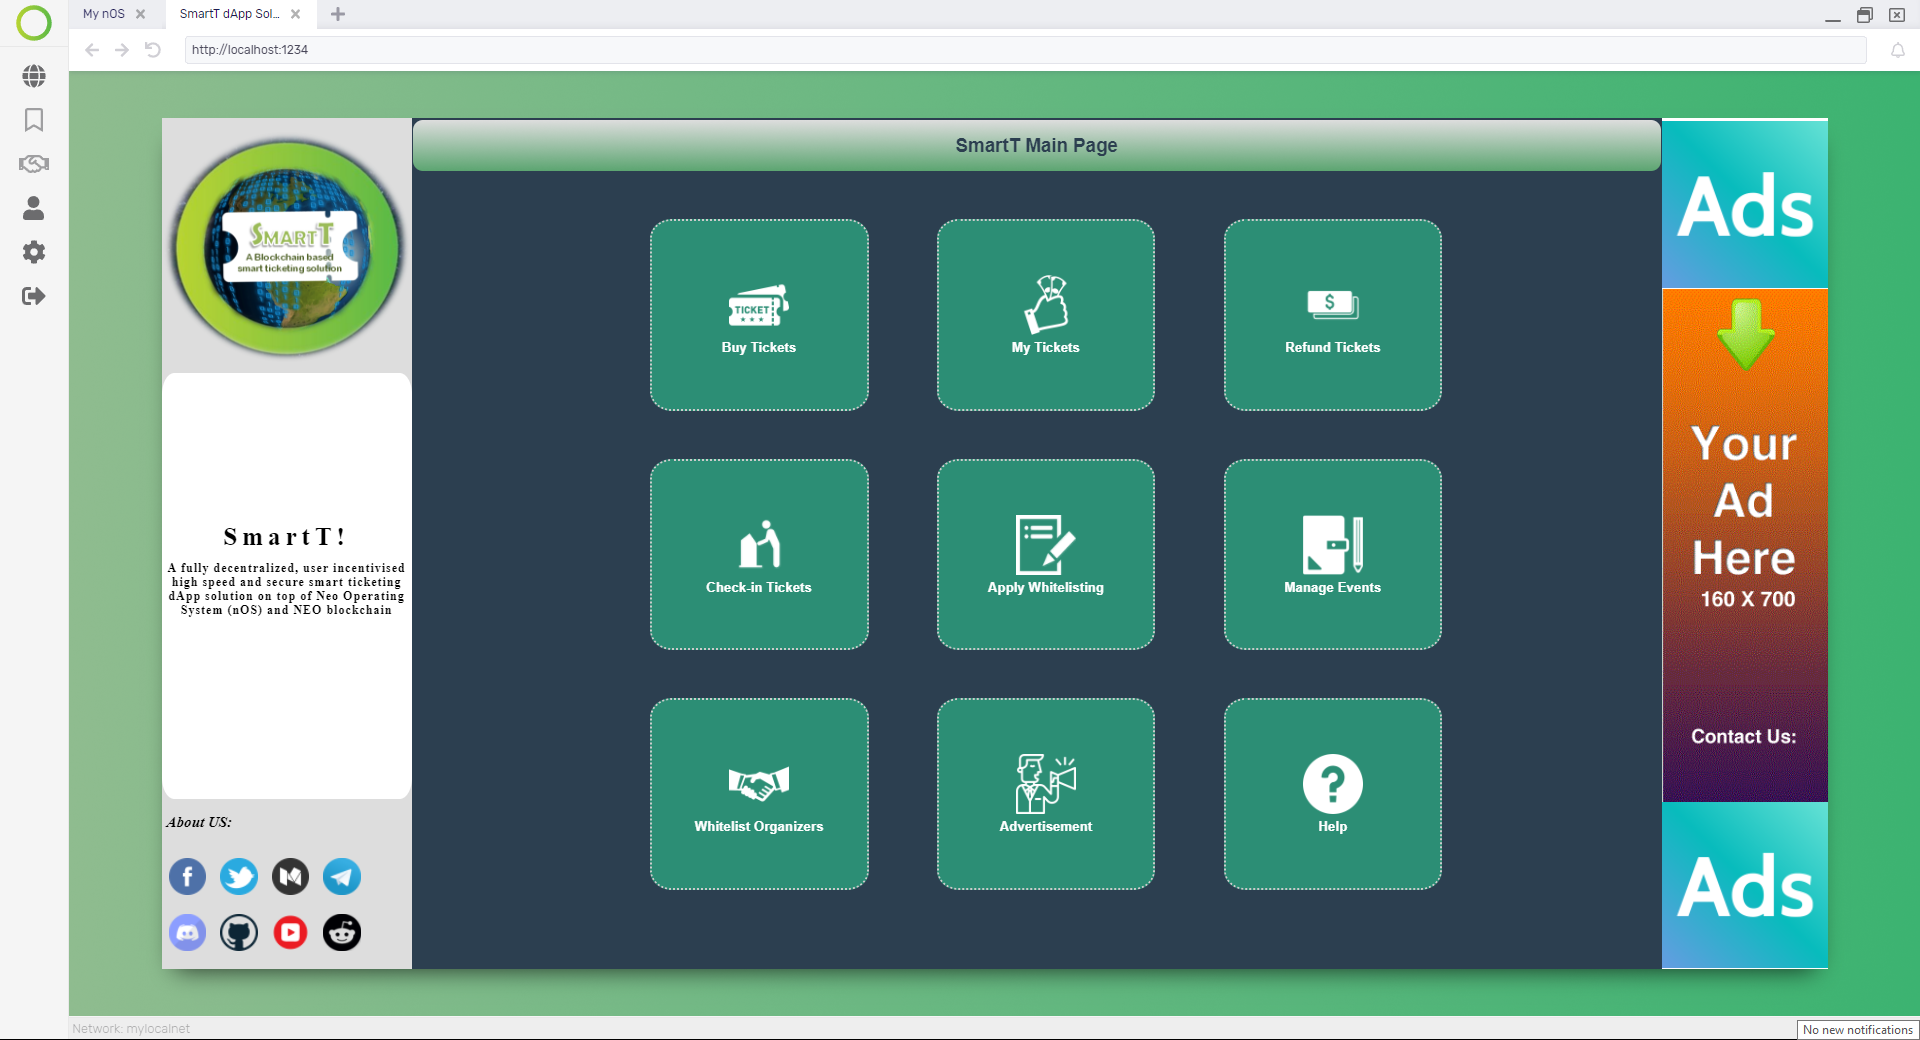 My nOS
SmartT dApp Sol...
http://localhost:1234
SMARTT
A Blockchain based
smart ticketing solution
SmartT!
A fully decentralized, user incentivised
high speed and secure smart ticketing
dApp solution on top of Neo Operating
System (nOS) and NEO blockchain
About US:
SmartT Main Page
TICKET
Buy Tickets
My Tickets
$
Refund Tickets
Check-in Tickets
Apply Whitelisting
Manage Events
Whitelist Organizers
Advertisement
?
Help
Ads
Your
Ad
Here
160 X 700
Contact Us:
Ads
Network: mylocalnet
No new notifications